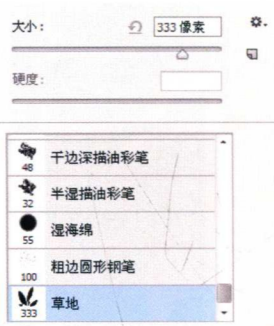 大小： 333 像素
硬度：
48 干边深描油彩笔
32 半湿描油彩笔
55 湿海绵
100 粗边圆形钢笔
333 草地